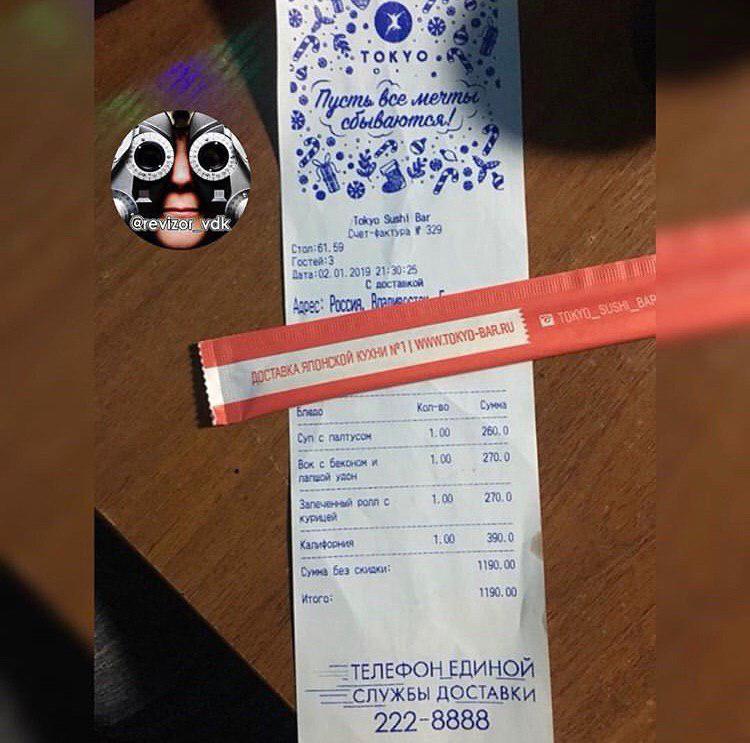 TOKYO
Пусть все мечты
сбываются!
@revizor_vdk
Tokyo Sushi Bar
Счет-фактура № 329
Стол:61.59
Гостей:3
Дата:02.01.2019 21:30:25
С доставкой
Адрес: Россия, Владивосток,
ДОСТАВКА ЯПОНСКОЙ КУХНИ №1 | WWW.TOKYO-BAR.RU
TOKYO_SUSHI_BAR
Блюдо Кол-во Сумма
Суп с палтусом 1.00 260.0
Вок с беконом и 1.00 270.0
лапшой удон
Запеченный ролл с 1.00 270.0
курицей
Калифорния 1.00 390.0
Сумма без скидки: 1190.00
Итого: 1190.00
ТЕЛЕФОН ЕДИНОЙ
СЛУЖБЫ ДОСТАВКИ
222-8888